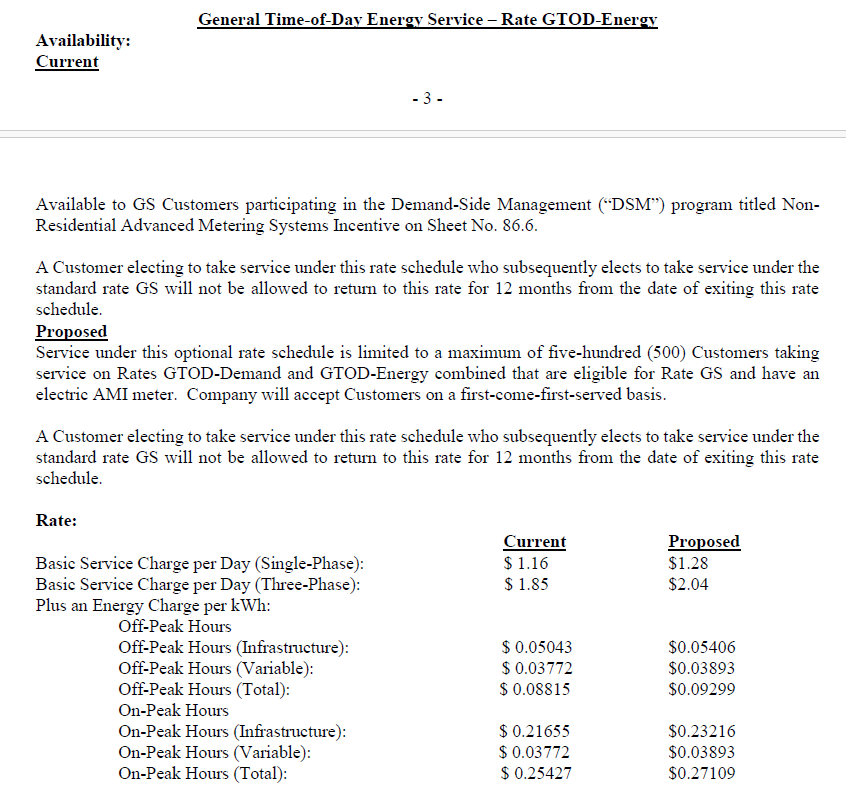 General Time-of-Day Energy Service – Rate GTOD-Energy
Availability:
Current
- 3 -
Available to GS Customers participating in the Demand-Side Management (“DSM”) program titled Non-
Residential Advanced Metering Systems Incentive on Sheet No. 86.6.
A Customer electing to take service under this rate schedule who subsequently elects to take service under the
standard rate GS will not be allowed to return to this rate for 12 months from the date of exiting this rate
schedule.
Proposed
Service under this optional rate schedule is limited to a maximum of five-hundred (500) Customers taking
service on Rates GTOD-Demand and GTOD-Energy combined that are eligible for Rate GS and have an
electric AMI meter. Company will accept Customers on a first-come-first-served basis.
A Customer electing to take service under this rate schedule who subsequently elects to take service under the
standard rate GS will not be allowed to return to this rate for 12 months from the date of exiting this rate
schedule.
Rate:
Current Proposed
Basic Service Charge per Day (Single-Phase): $ 1.16 $1.28
Basic Service Charge per Day (Three-Phase): $ 1.85 $2.04
Plus an Energy Charge per kWh:
Off-Peak Hours
Off-Peak Hours (Infrastructure): $ 0.05043 $0.05406
Off-Peak Hours (Variable): $ 0.03772 $0.03893
Off-Peak Hours (Total): $ 0.08815 $0.09299
On-Peak Hours
On-Peak Hours (Infrastructure): $ 0.21655 $0.23216
On-Peak Hours (Variable): $ 0.03772 $0.03893
On-Peak Hours (Total): $ 0.25427 $0.27109